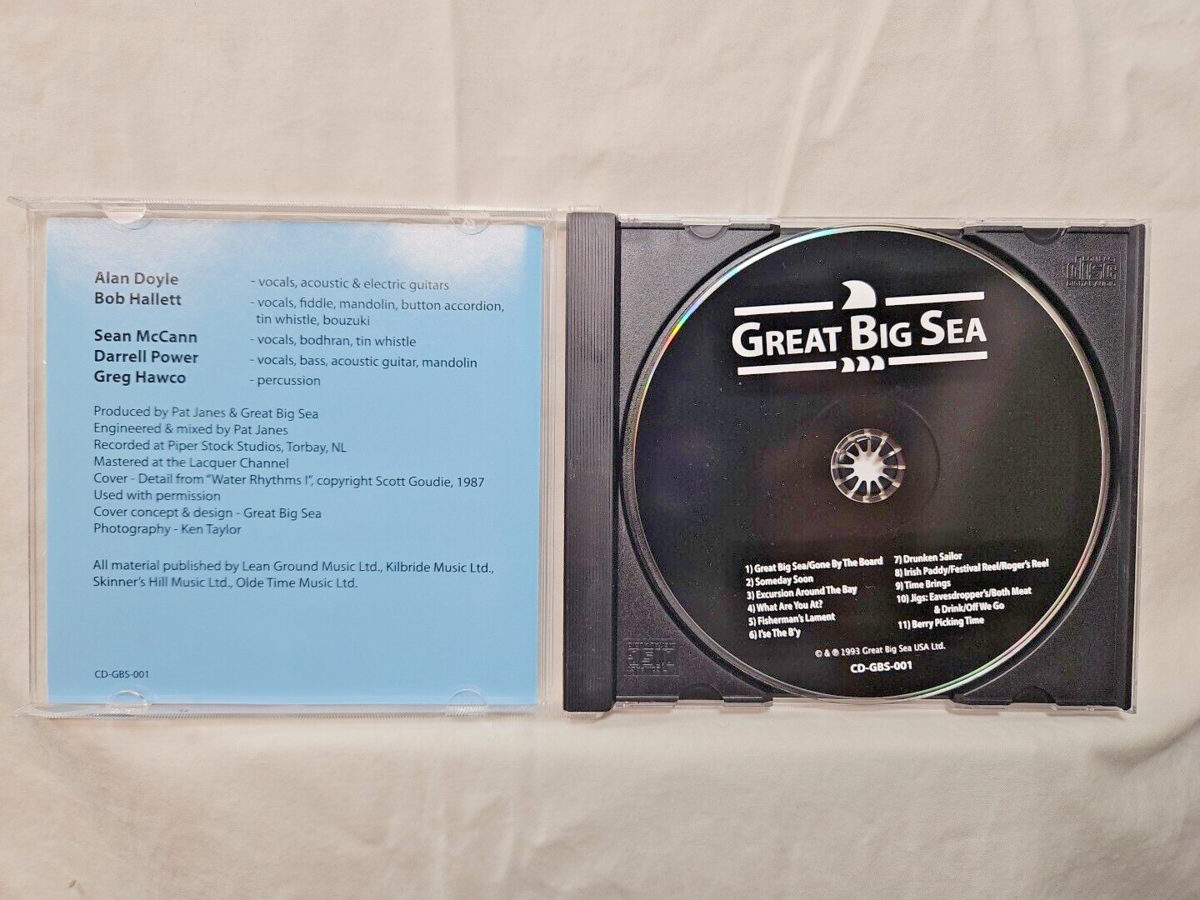 Alan Doyle - vocals, acoustic & electric guitars
Bob Hallett - vocals, fiddle, mandolin, button accordion,
tin whistle, bouzuki
Sean McCann - vocals, bodhran, tin whistle
Darrell Power - vocals, bass, acoustic guitar, mandolin
Greg Hawco - percussion
Produced by Pat Janes & Great Big Sea
Engineered & mixed by Pat Janes
Recorded at Piper Stock Studios, Torbay, NL
Mastered at the Lacquer Channel
Cover - Detail from "Water Rhythms I", copyright Scott Goudie, 1987
Used with permission
Cover concept & design - Great Big Sea
Photography - Ken Taylor
All material published by Lean Ground Music Ltd., Kilbride Music Ltd.,
Skinner's Hill Music Ltd., Olde Time Music Ltd.
CD-GBS-001
GREAT BIG SEA
1) Great Big Sea/Gone By The Board
2) Someday Soon
3) Excursion Around The Bay
4) What Are You At?
5) Fisherman's Lament
6) I'se The B'y
7) Drunken Sailor
8) Irish Paddy/Festival Reel/Roger's Reel
9) Time Brings
10) Jigs: Eavesdropper's/Both Meat
& Drink/Off We Go
11) Berry Picking Time
© & ℗ 1993 Great Big Sea USA Ltd.
CD-GBS-001
COMPACT
disc
DIGITAL AUDIO